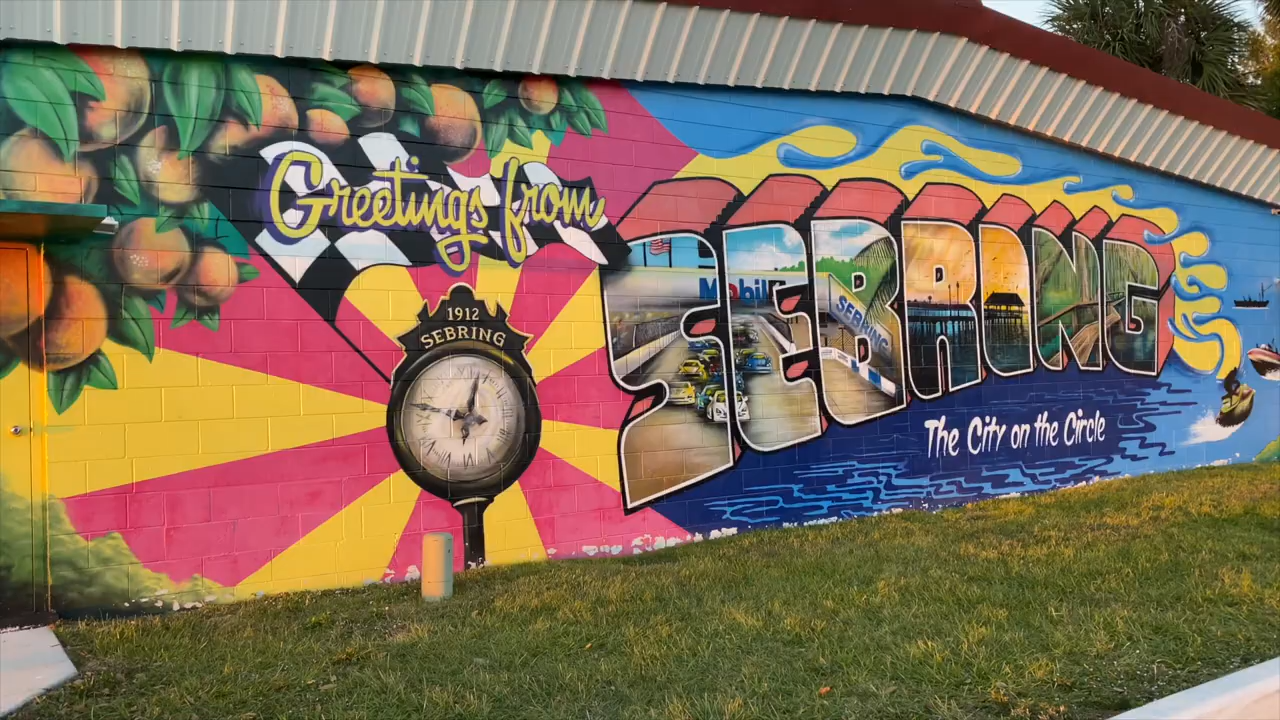 Greetings from
1912
SEBRING
SEBRING
Mobil
SEBRING
The City on the Circle